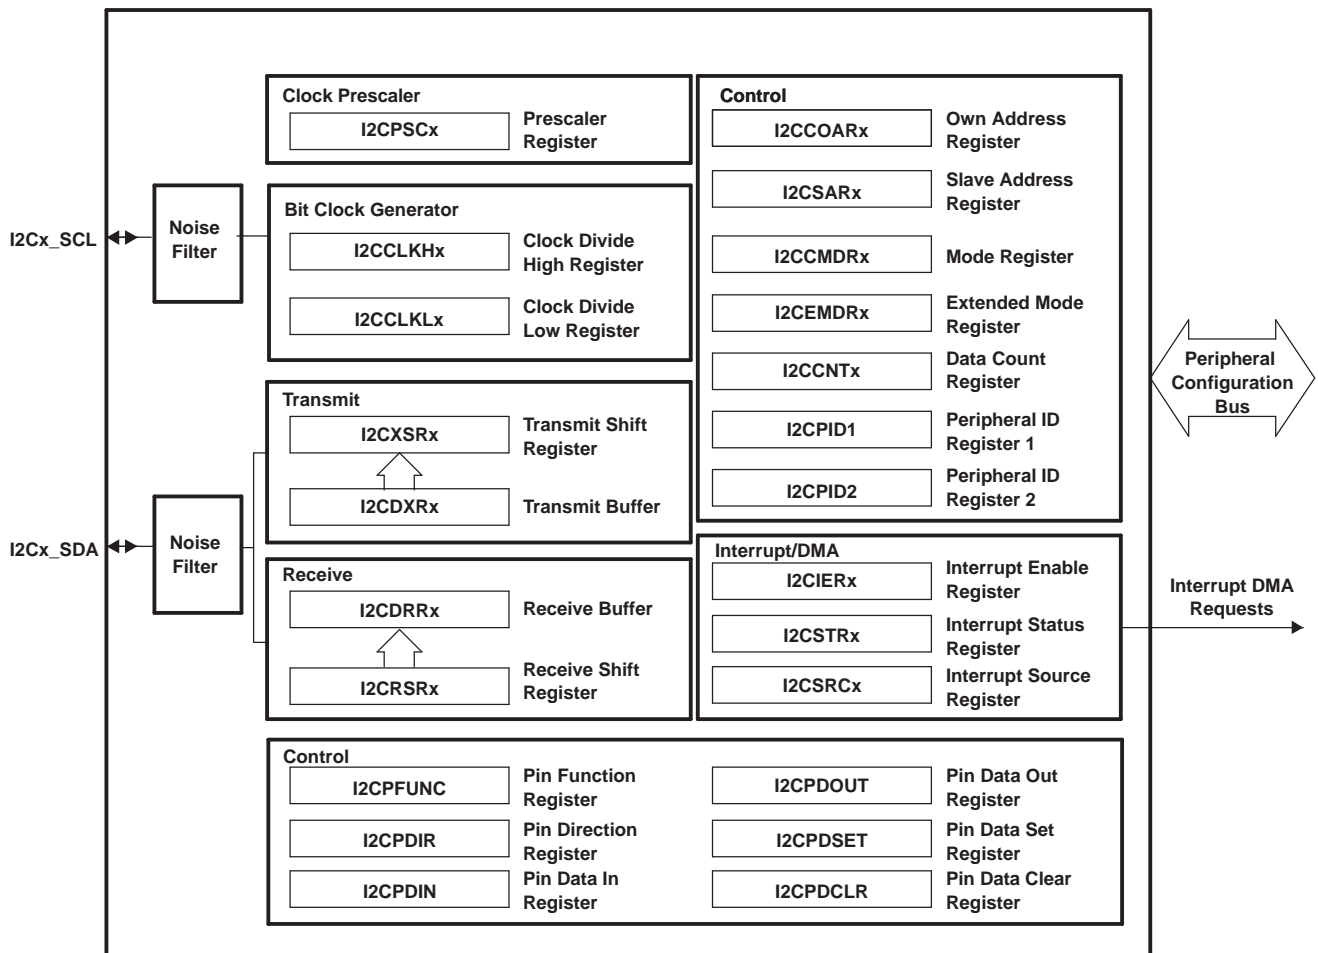 Clock Prescaler
I2CPSCx
Prescaler
Register
Control
I2CCOARx
Own Address
Register
I2CSARx
Slave Address
Register
I2CCMDRx
Mode Register
I2CEMDRx
Extended Mode
Register
I2CCNTx
Data Count
Register
I2CPID1
Peripheral ID
Register 1
I2CPID2
Peripheral ID
Register 2
I2Cx_SCL
Noise
Filter
Bit Clock Generator
I2CCLKHx
Clock Divide
High Register
I2CCLKLx
Clock Divide
Low Register
Peripheral
Configuration
Bus
Transmit
I2CXSRx
Transmit Shift
Register
I2CDXRx
Transmit Buffer
I2Cx_SDA
Noise
Filter
Receive
I2CDRRx
Receive Buffer
I2CRSRx
Receive Shift
Register
Interrupt/DMA
I2CIERx
Interrupt Enable
Register
I2CSTRx
Interrupt Status
Register
I2CSRCx
Interrupt Source
Register
Interrupt DMA
Requests
Control
I2CPFUNC
Pin Function
Register
I2CPDIR
Pin Direction
Register
I2CPDIN
Pin Data In
Register
I2CPDOUT
Pin Data Out
Register
I2CPDSET
Pin Data Set
Register
I2CPDCLR
Pin Data Clear
Register